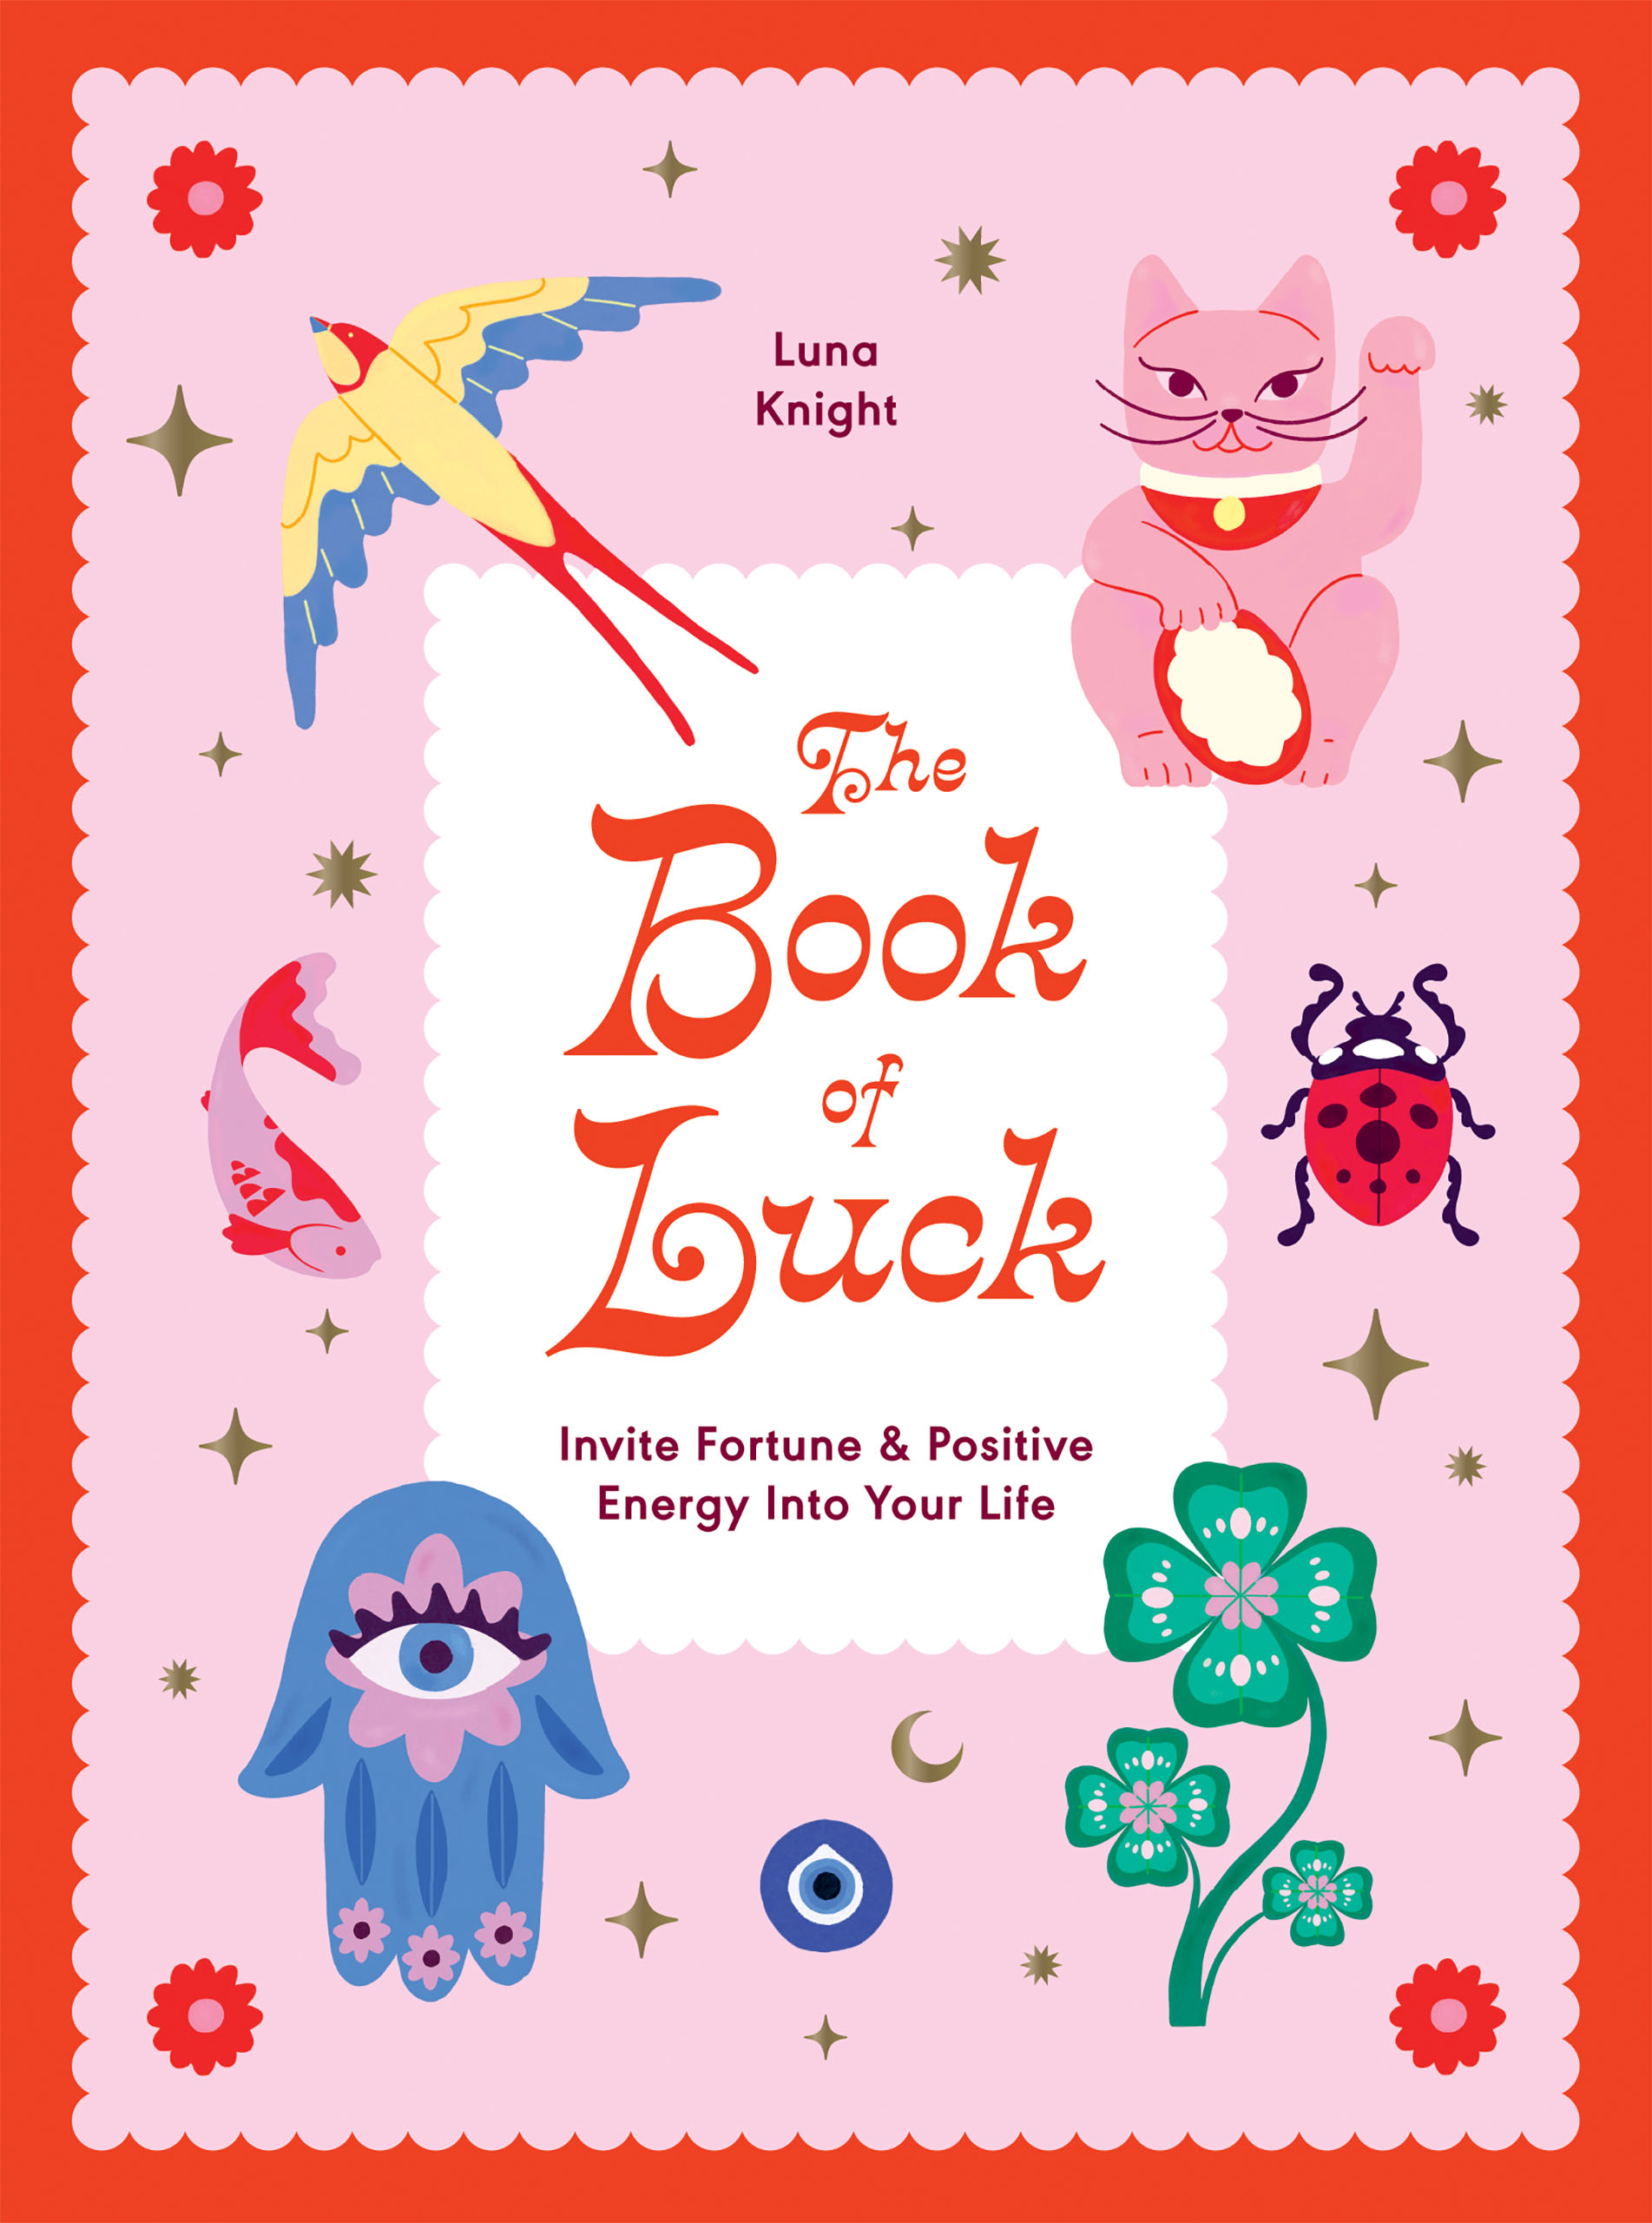 Luna
Knight
The
Book
of
Luck
Invite Fortune & Positive
Energy Into Your Life